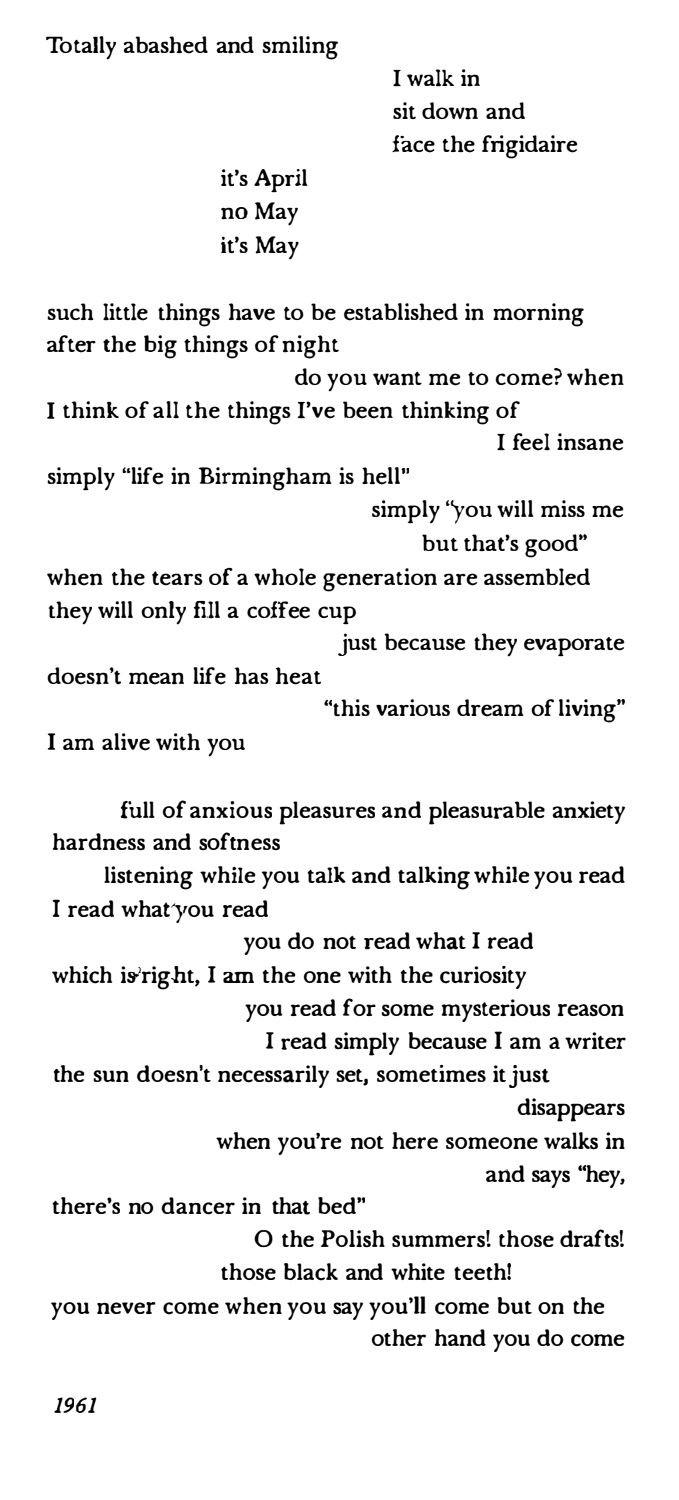 Totally abashed and smiling
I walk in
sit down and
face the frigidaire
it's April
no May
it's May
such little things have to be established in morning
after the big things of night
do you want me to come? when
I think of all the things I've been thinking of
I feel insane
simply "life in Birmingham is hell"
simply "you will miss me
but that's good"
when the tears of a whole generation are assembled
they will only fill a coffee cup
just because they evaporate
doesn't mean life has heat
"this various dream of living"
I am alive with you
full of anxious pleasures and pleasurable anxiety
hardness and softness
listening while you talk and talking while you read
I read what you read
you do not read what I read
which is right, I am the one with the curiosity
you read for some mysterious reason
I read simply because I am a writer
the sun doesn't necessarily set, sometimes it just
disappears
when you're not here someone walks in
and says "hey,
there's no dancer in that bed"
O the Polish summers! those drafts!
those black and white teeth!
you never come when you say you'll come but on the
other hand you do come
1961